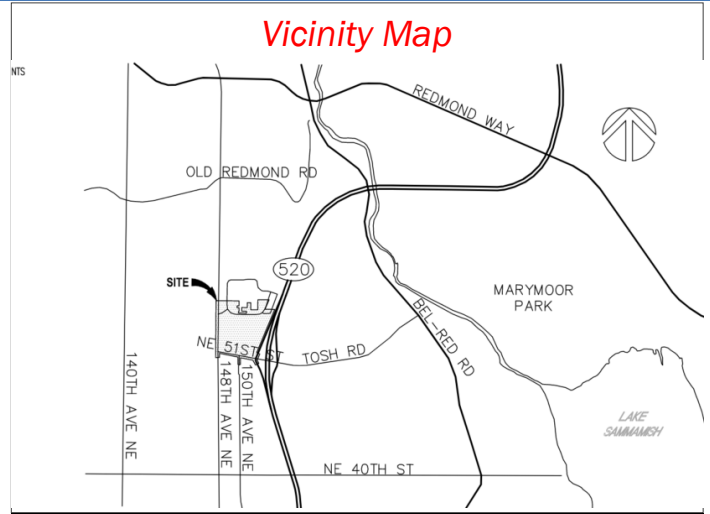 Vicinity Map
NTS
REDMOND WAY
OLD REDMOND RD
520
SITE
MARYMOOR
PARK
BEL-RED RD
NE 51ST ST
TOSH RD
140TH AVE NE
148TH AVE NE
150TH AVE NE
LAKE
SAMMAMISH
NE 40TH ST